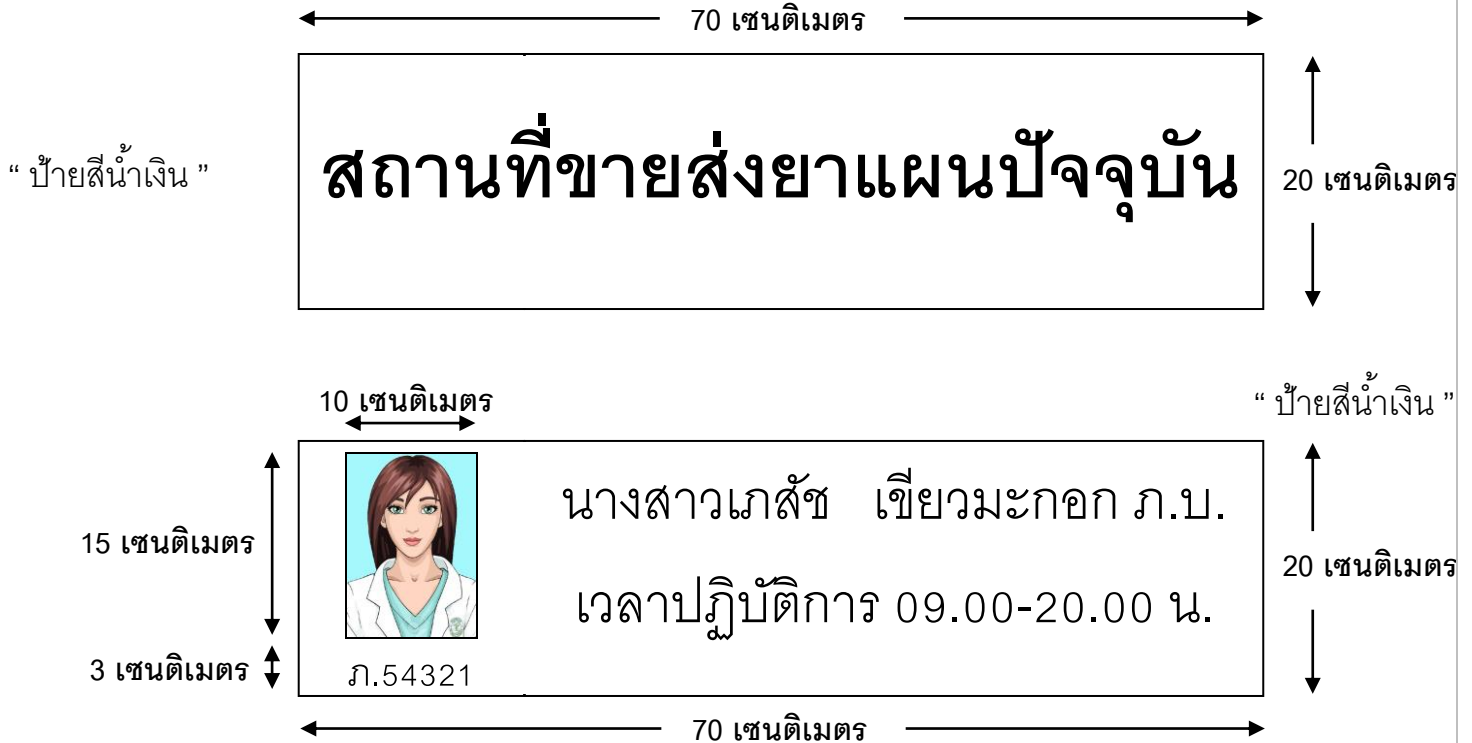 70 เซนติเมตร
“ ป้ายสีน้ำเงิน ”
สถานที่ขายส่งยาแผนปัจจุบัน
20 เซนติเมตร
10 เซนติเมตร
“ ป้ายสีน้ำเงิน ”
นางสาวเภสัช เขียวมะกอก ภ.บ.
15 เซนติเมตร
20 เซนติเมตร
เวลาปฏิบัติการ 09.00-20.00 น.
3 เซนติเมตร
ภ.54321
70 เซนติเมตร